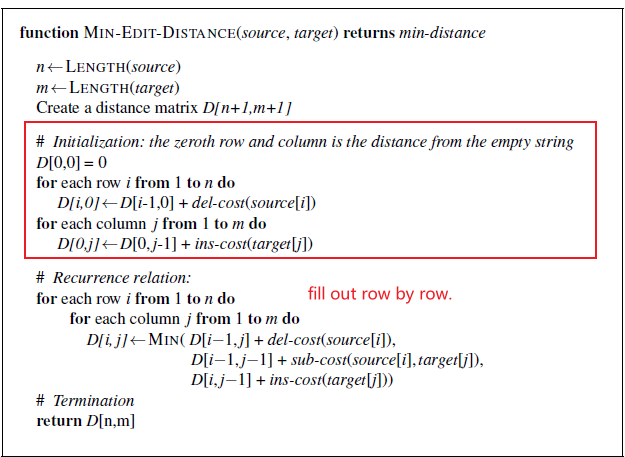 function MIN-EDIT-DISTANCE(source, target) returns min-distance
n←LENGTH(source)
m←LENGTH(target)
Create a distance matrix D[n+1,m+1]
# Initialization: the zeroth row and column is the distance from the empty string
D[0,0] = 0
for each row i from 1 to n do
D[i,0]←D[i-1,0] + del-cost(source[i])
for each column j from 1 to m do
D[0,j]←D[0,j-1] + ins-cost(target[j])
# Recurrence relation:
for each row i from 1 to n do
fill out row by row.
for each column j from 1 to m do
D[i,j]←MIN( D[i−1,j] + del-cost(source[i]),
D[i−1,j−1] + sub-cost(source[i],target[j]),
D[i,j−1] + ins-cost(target[j]))
# Termination
return D[n,m]